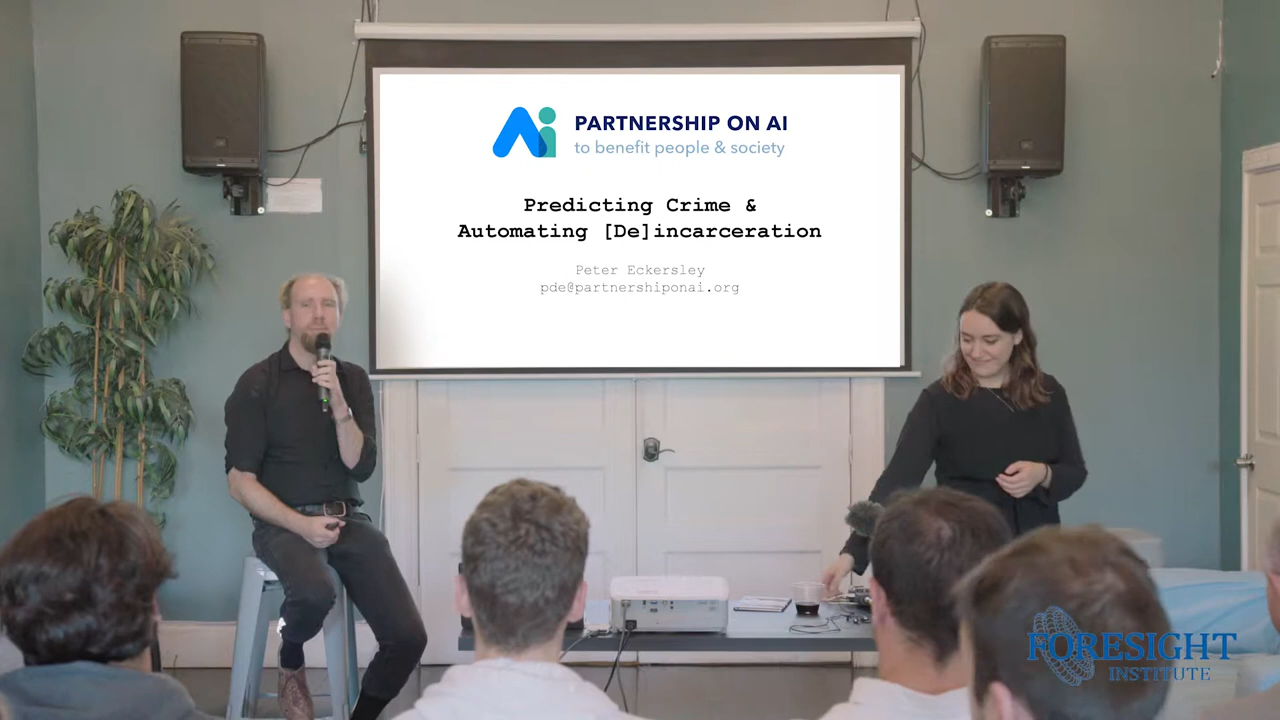 PARTNERSHIP ON AI
to benefit people & society
Predicting Crime &
Automating [De]incarceration
Peter Eckersley
pde@partnershiponai.org
FORESIGHT
INSTITUTE